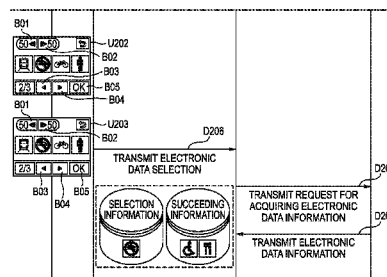 B01
50 50
U202
B02
B03
2/3 OK
B05
B04
B01
50 50
U203
B02
2/3 OK
B03 B04 B05
D206
TRANSMIT ELECTRONIC
DATA SELECTION
SELECTION
INFORMATION
SUCCEEDING
INFORMATION
TRANSMIT REQUEST FOR
ACQUIRING ELECTRONIC
DATA INFORMATION
TRANSMIT ELECTRONIC
DATA INFORMATION